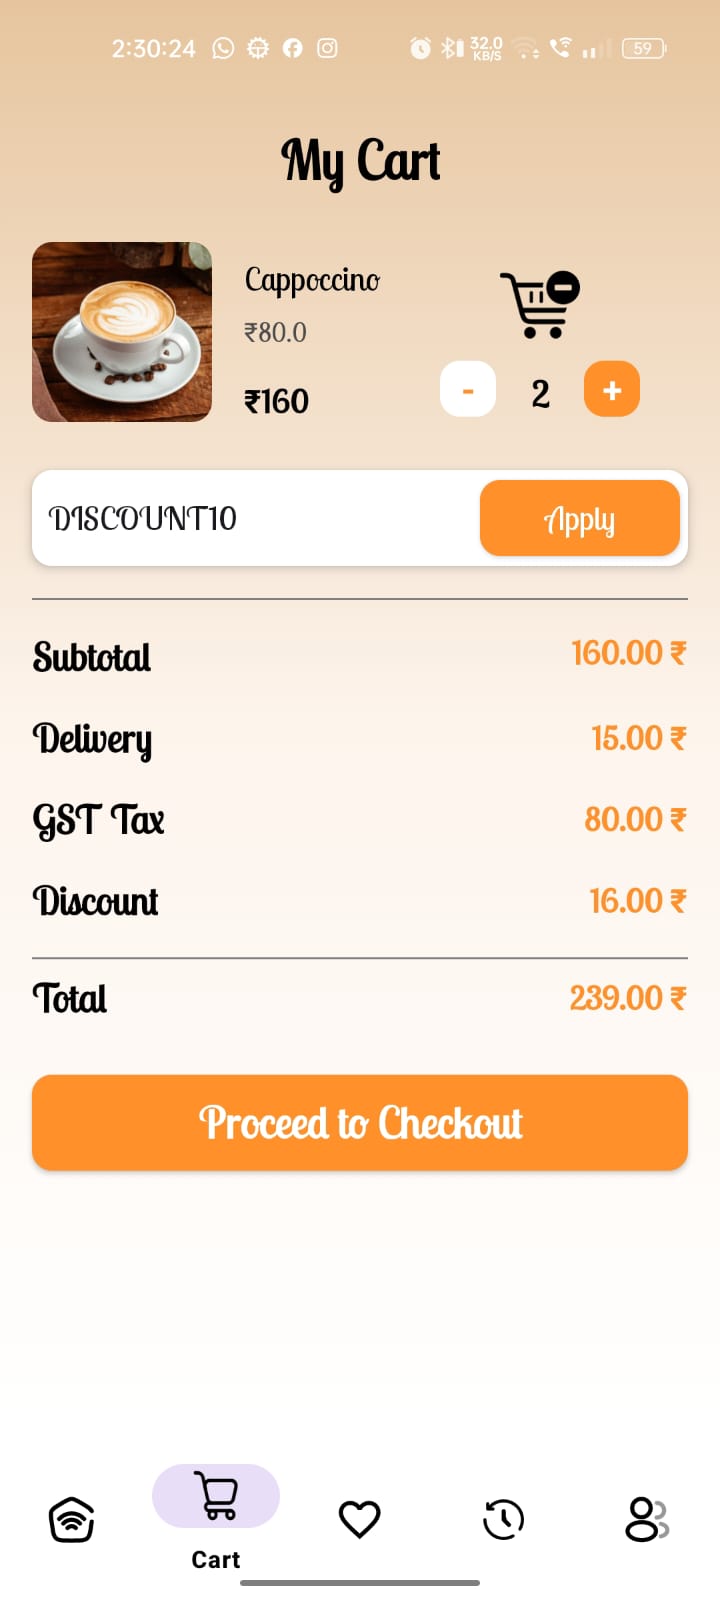 2:30:24 32.0 KB/S 59
My Cart
Cappoccino
₹80.0
₹160
- 2 +
DISCOUNT10 Apply
Subtotal 160.00 ₹
Delivery 15.00 ₹
GST Tax 80.00 ₹
Discount 16.00 ₹
Total 239.00 ₹
Proceed to Checkout
Cart